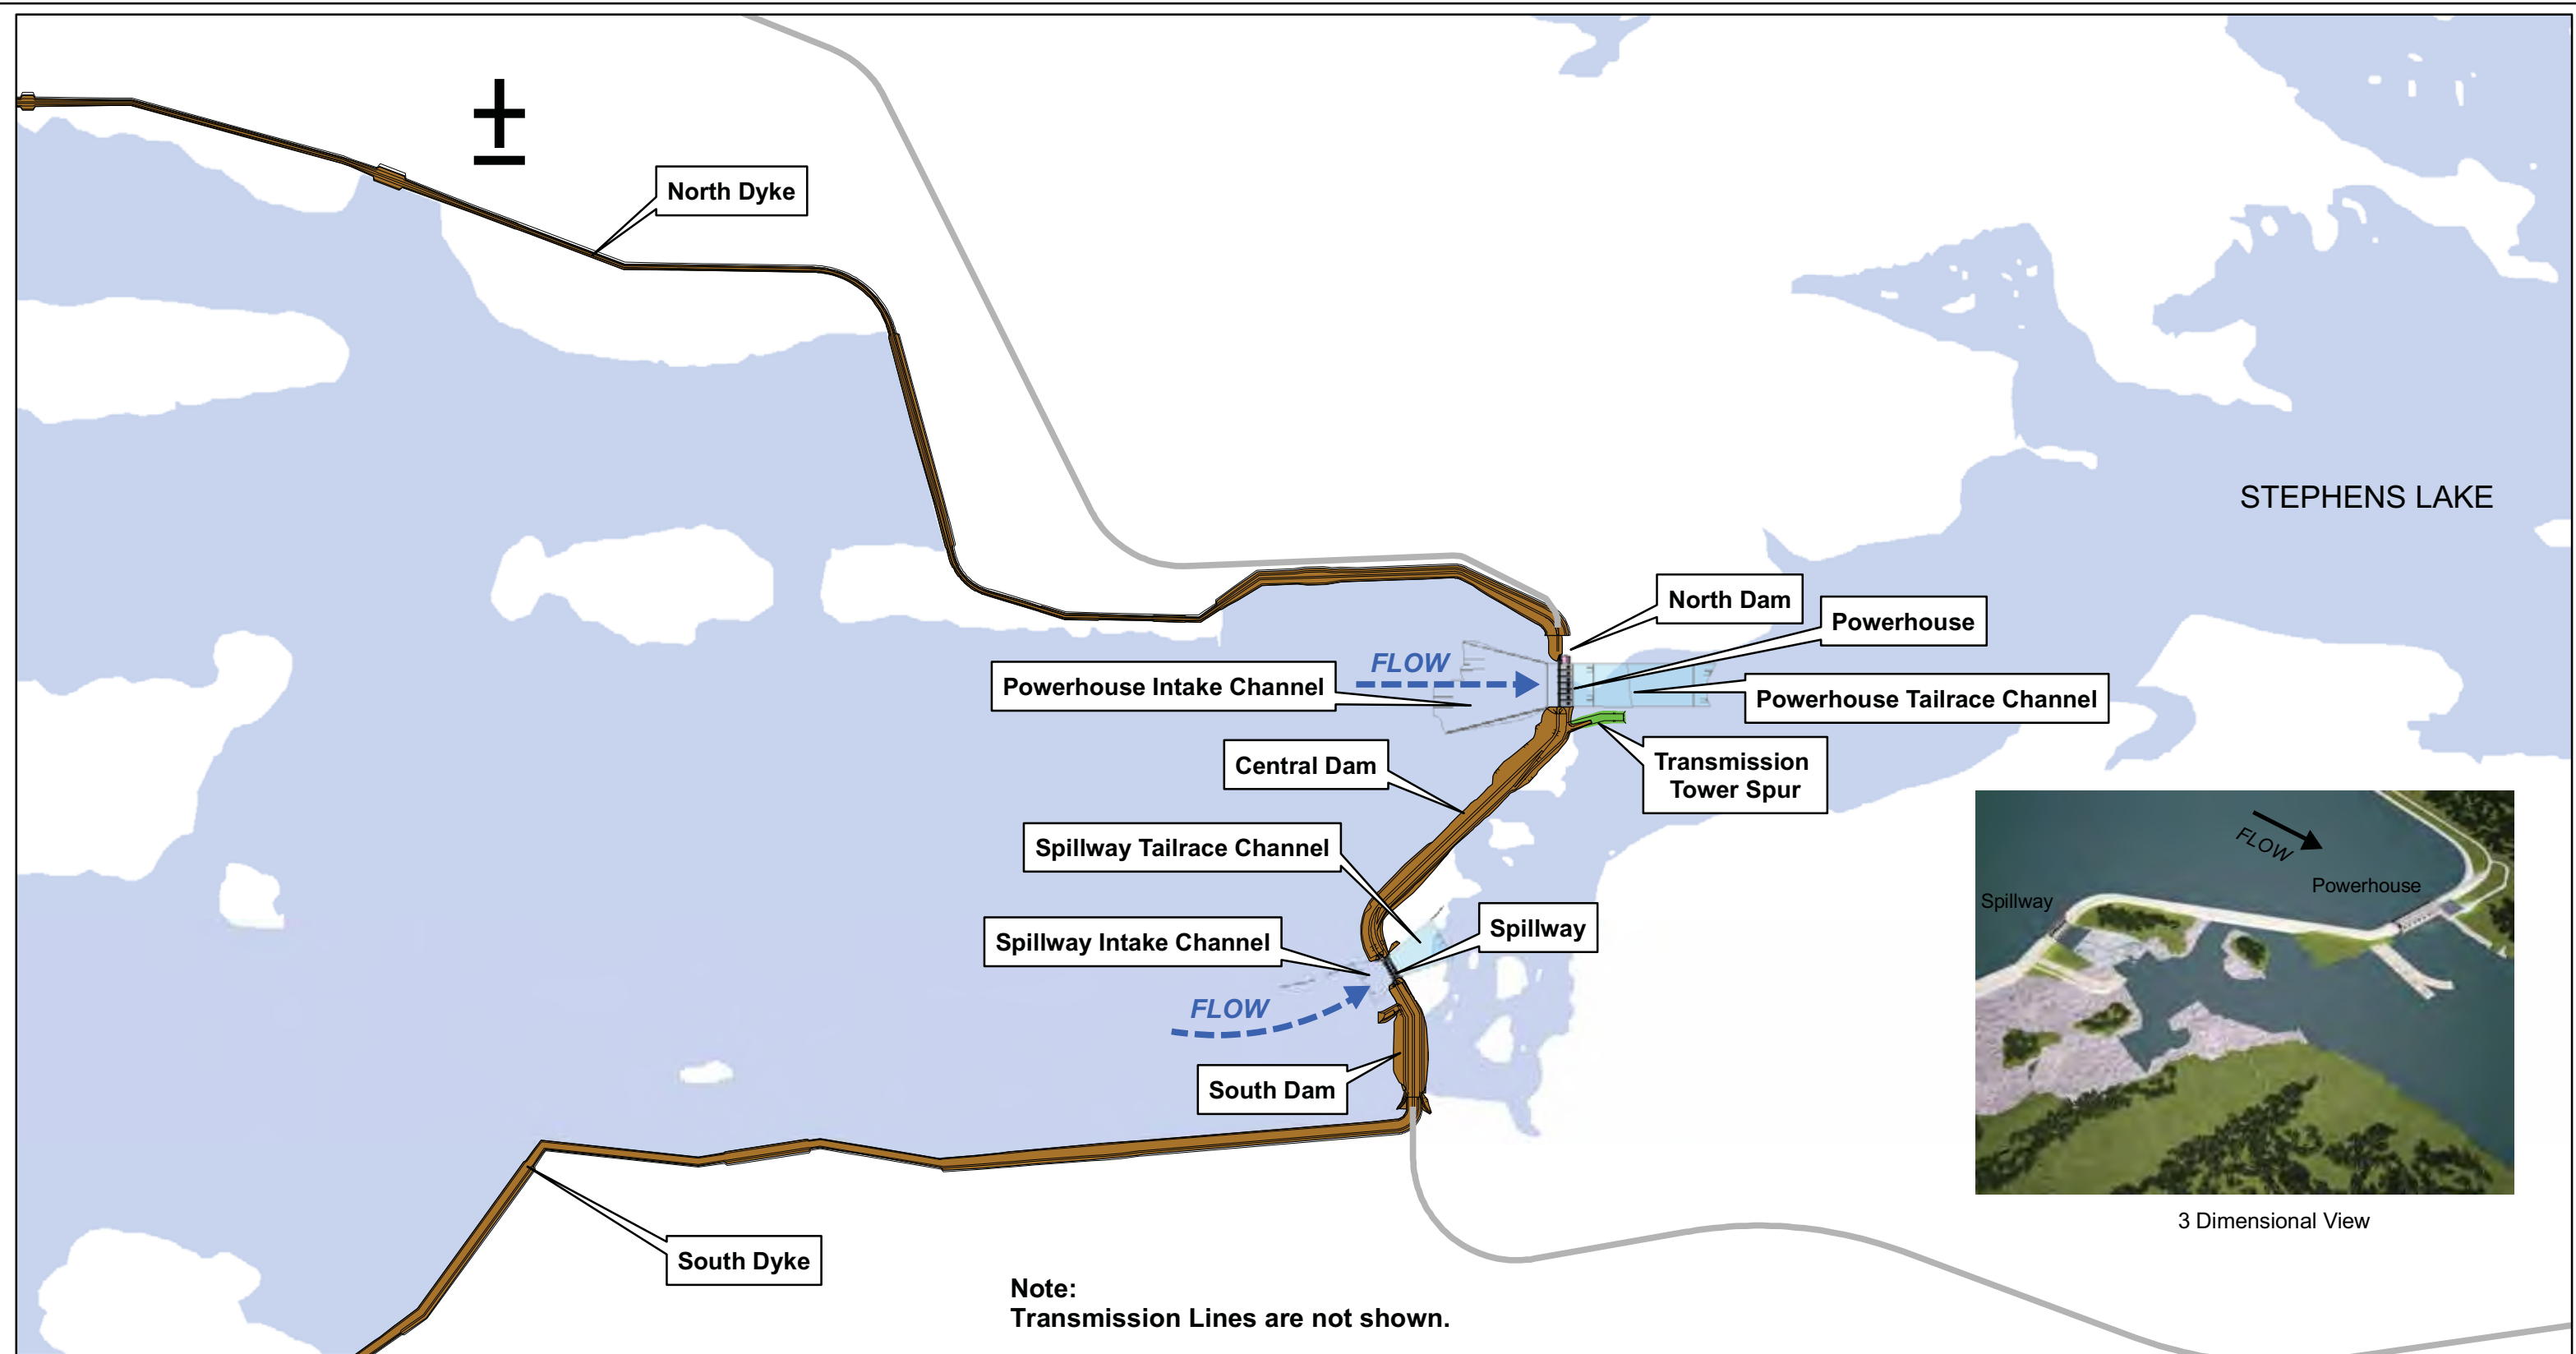 North Dyke
STEPHENS LAKE
North Dam
Powerhouse
FLOW
Powerhouse Intake Channel
Powerhouse Tailrace Channel
Central Dam
Transmission
Tower Spur
Spillway Tailrace Channel
Spillway
Spillway Intake Channel
FLOW
South Dam
South Dyke
FLOW
Powerhouse
Spillway
3 Dimensional View
Note:
Transmission Lines are not shown.